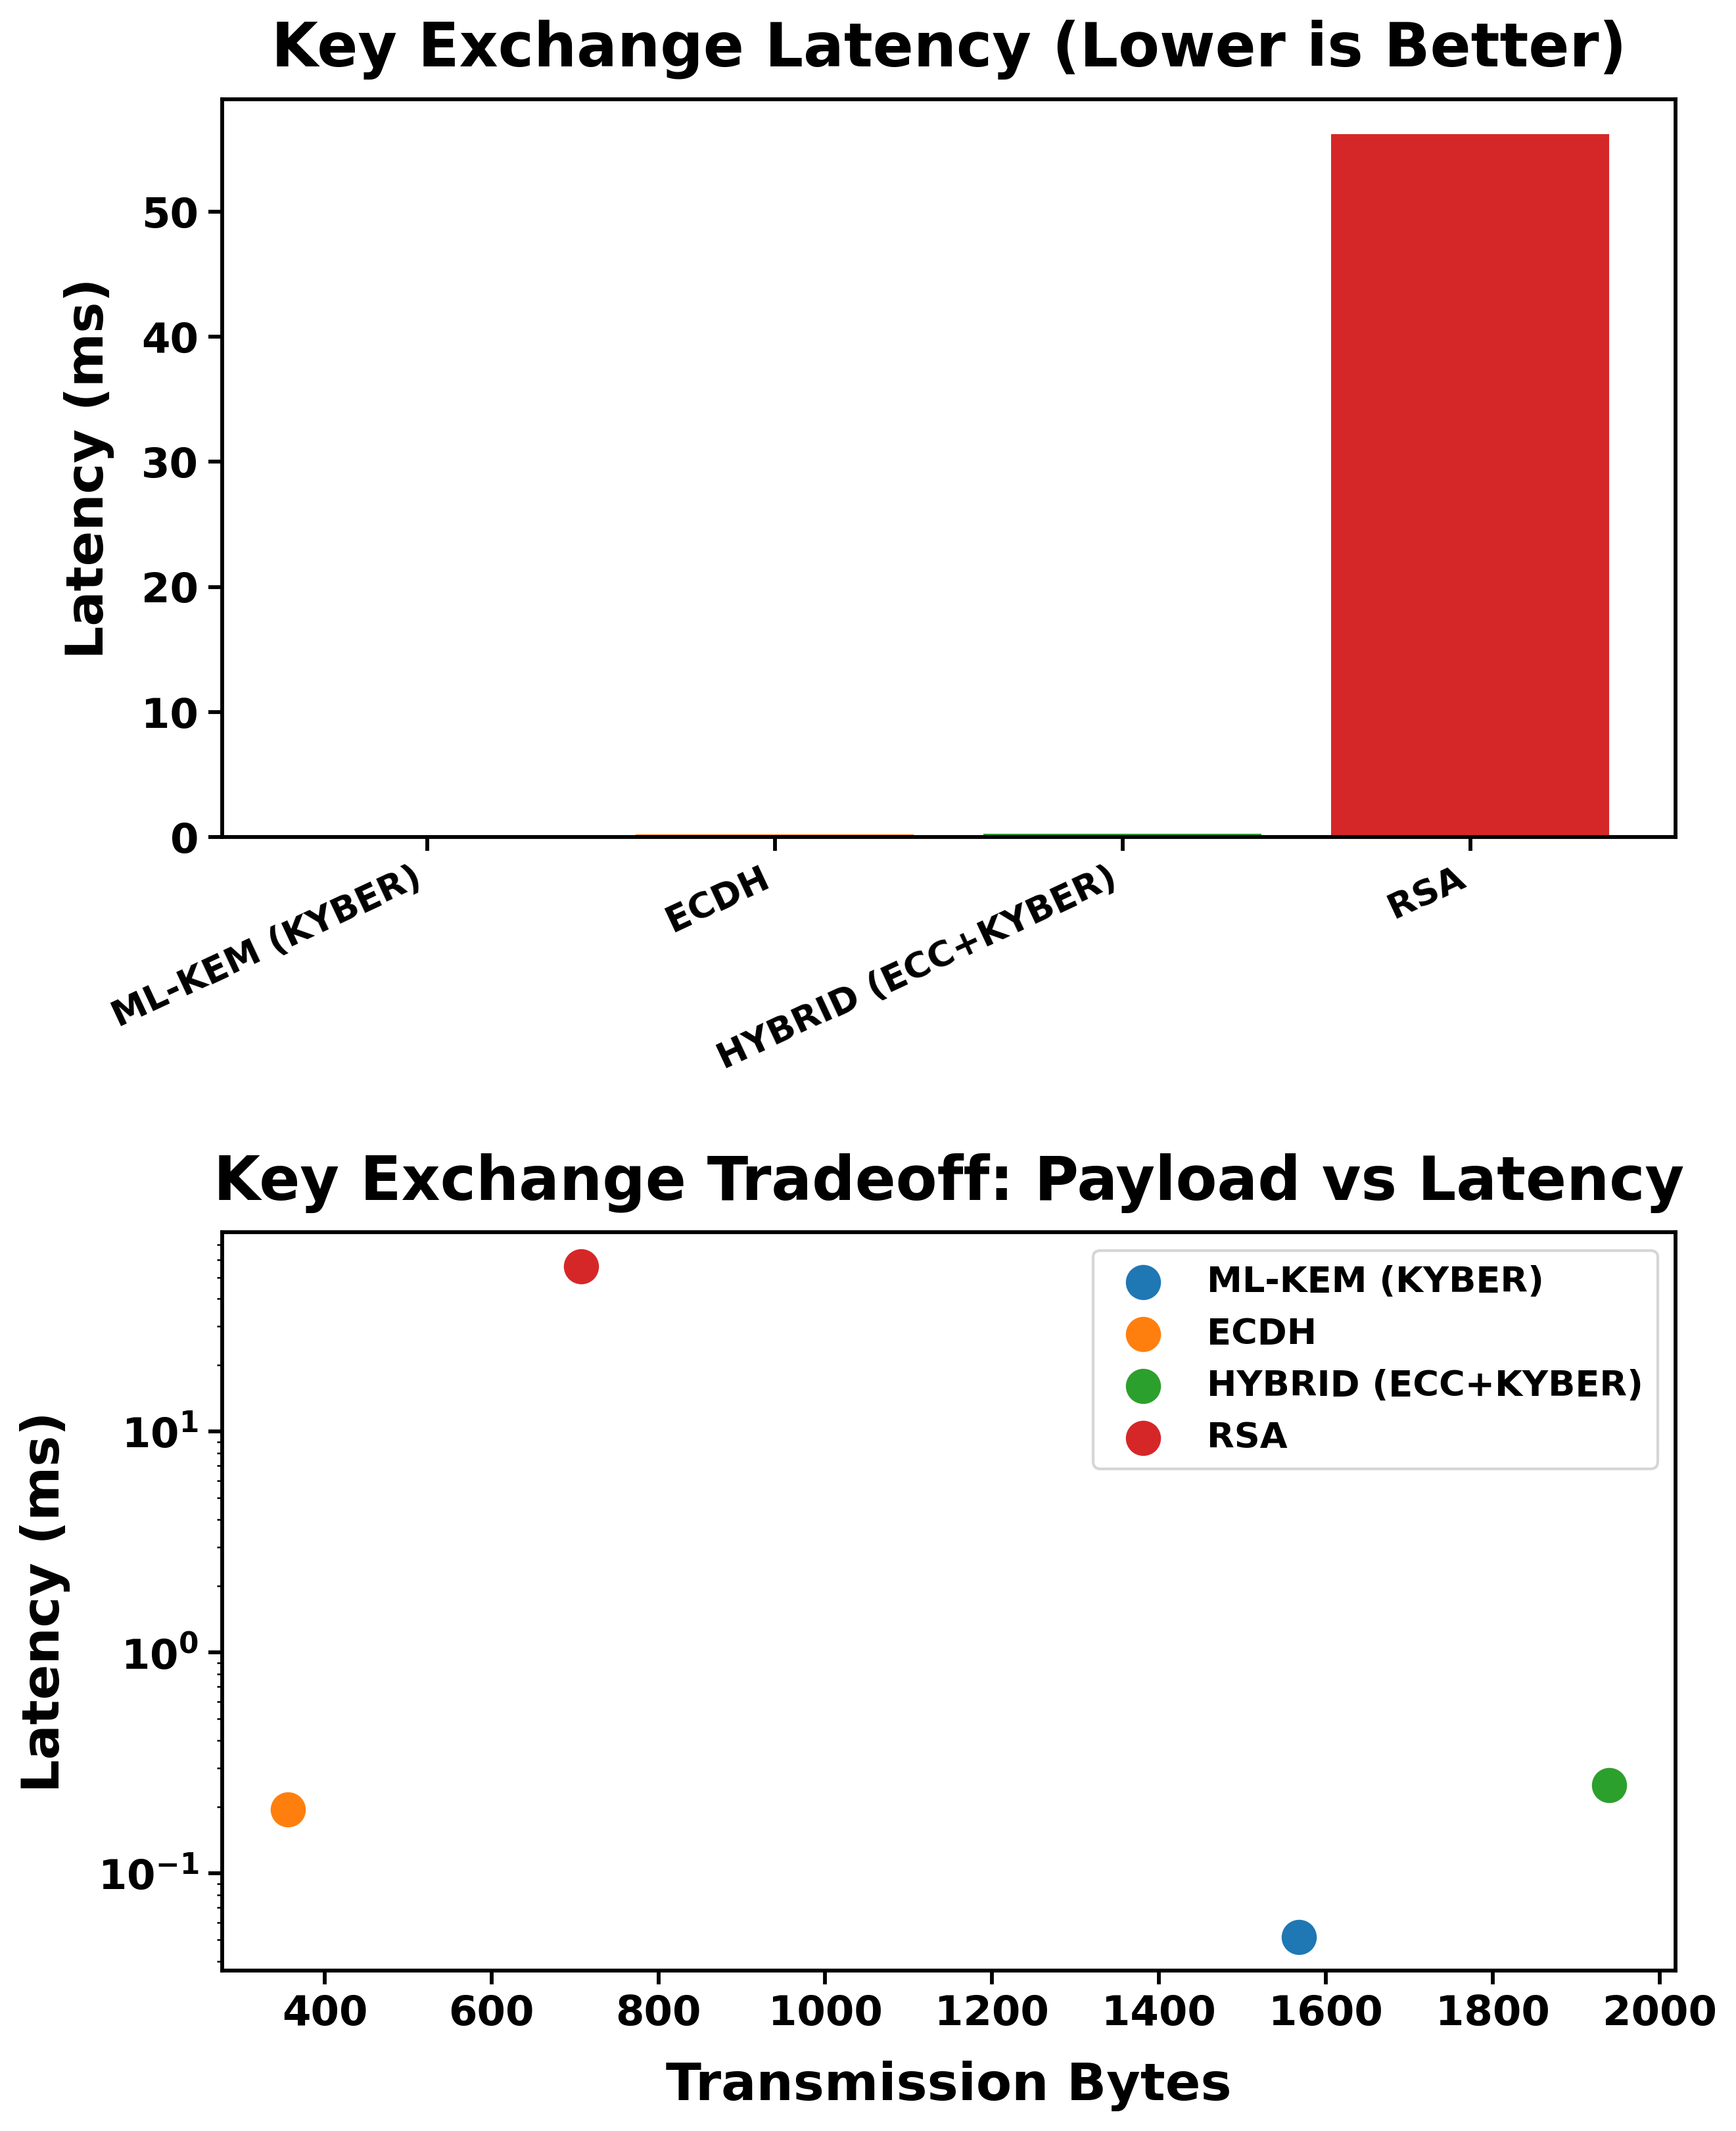 Key Exchange Latency (Lower is Better)
Latency (ms)
50
40
30
20
10
0
ML-KEM (KYBER)
ECDH
HYBRID (ECC+KYBER)
RSA
Key Exchange Tradeoff: Payload vs Latency
Latency (ms)
ML-KEM (KYBER)
ECDH
HYBRID (ECC+KYBER)
RSA
10¹
10⁰
10⁻¹
400 600 800 1000 1200 1400 1600 1800 2000
Transmission Bytes